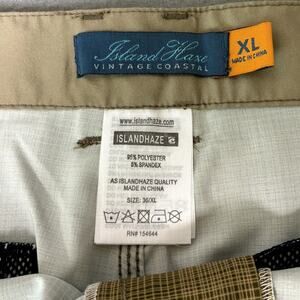 Island Haze
VINTAGE COASTAL
XL
MADE IN CHINA
www.islandhaze.com
ISLANDHAZE
95% POLYESTER
5% SPANDEX
AS ISLANDHAZE QUALITY
MADE IN CHINA
SIZE: 36/XL
RN# 154644